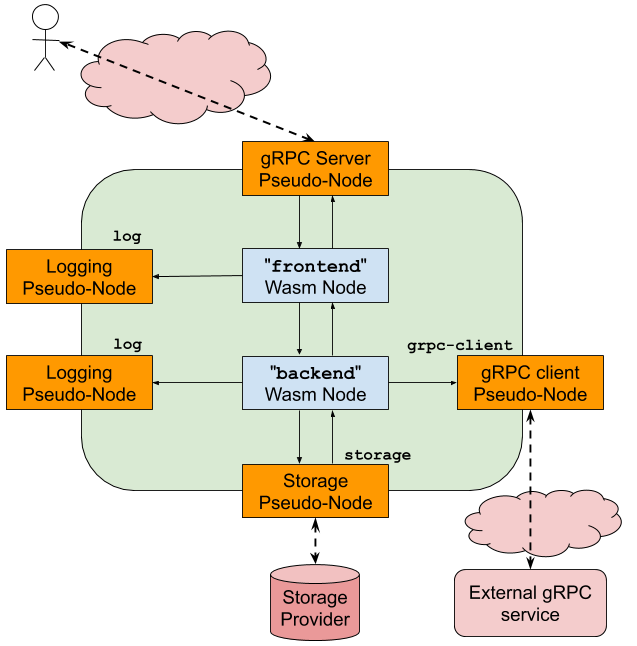 gRPC Server
Pseudo-Node
log
Logging
Pseudo-Node
"frontend"
Wasm Node
log
grpc-client
Logging
Pseudo-Node
"backend"
Wasm Node
gRPC client
Pseudo-Node
storage
Storage
Pseudo-Node
Storage
Provider
External gRPC
service